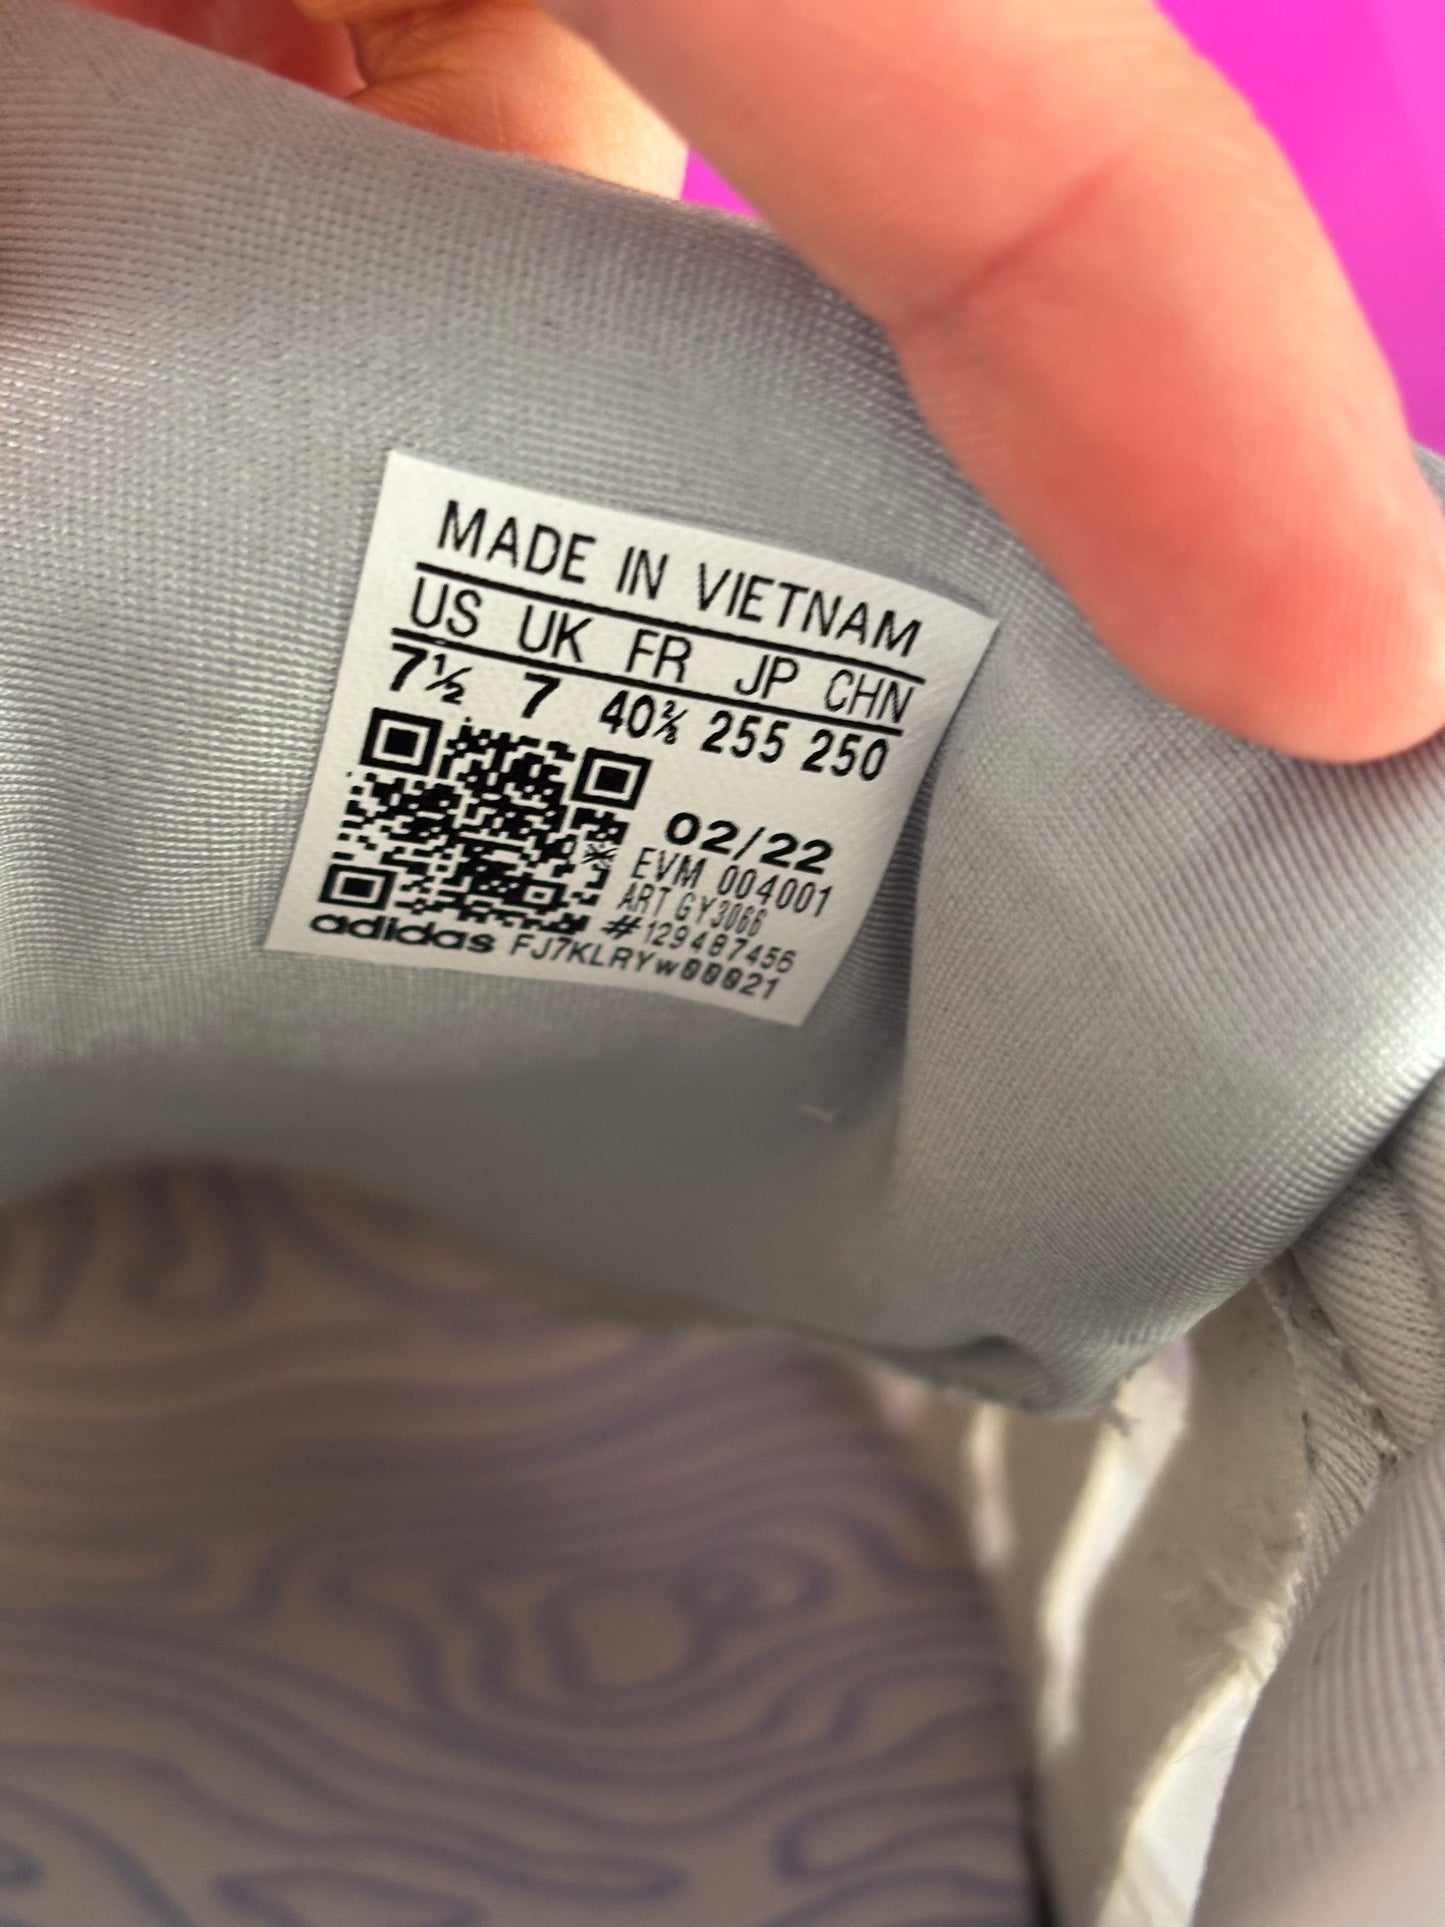 MADE IN VIETNAM
US UK FR JP CHN
7½ 7 40⅔ 255 250
02/22
EVM 004001
ART GY3066
#129487456
adidas FJ7KLRYw00021